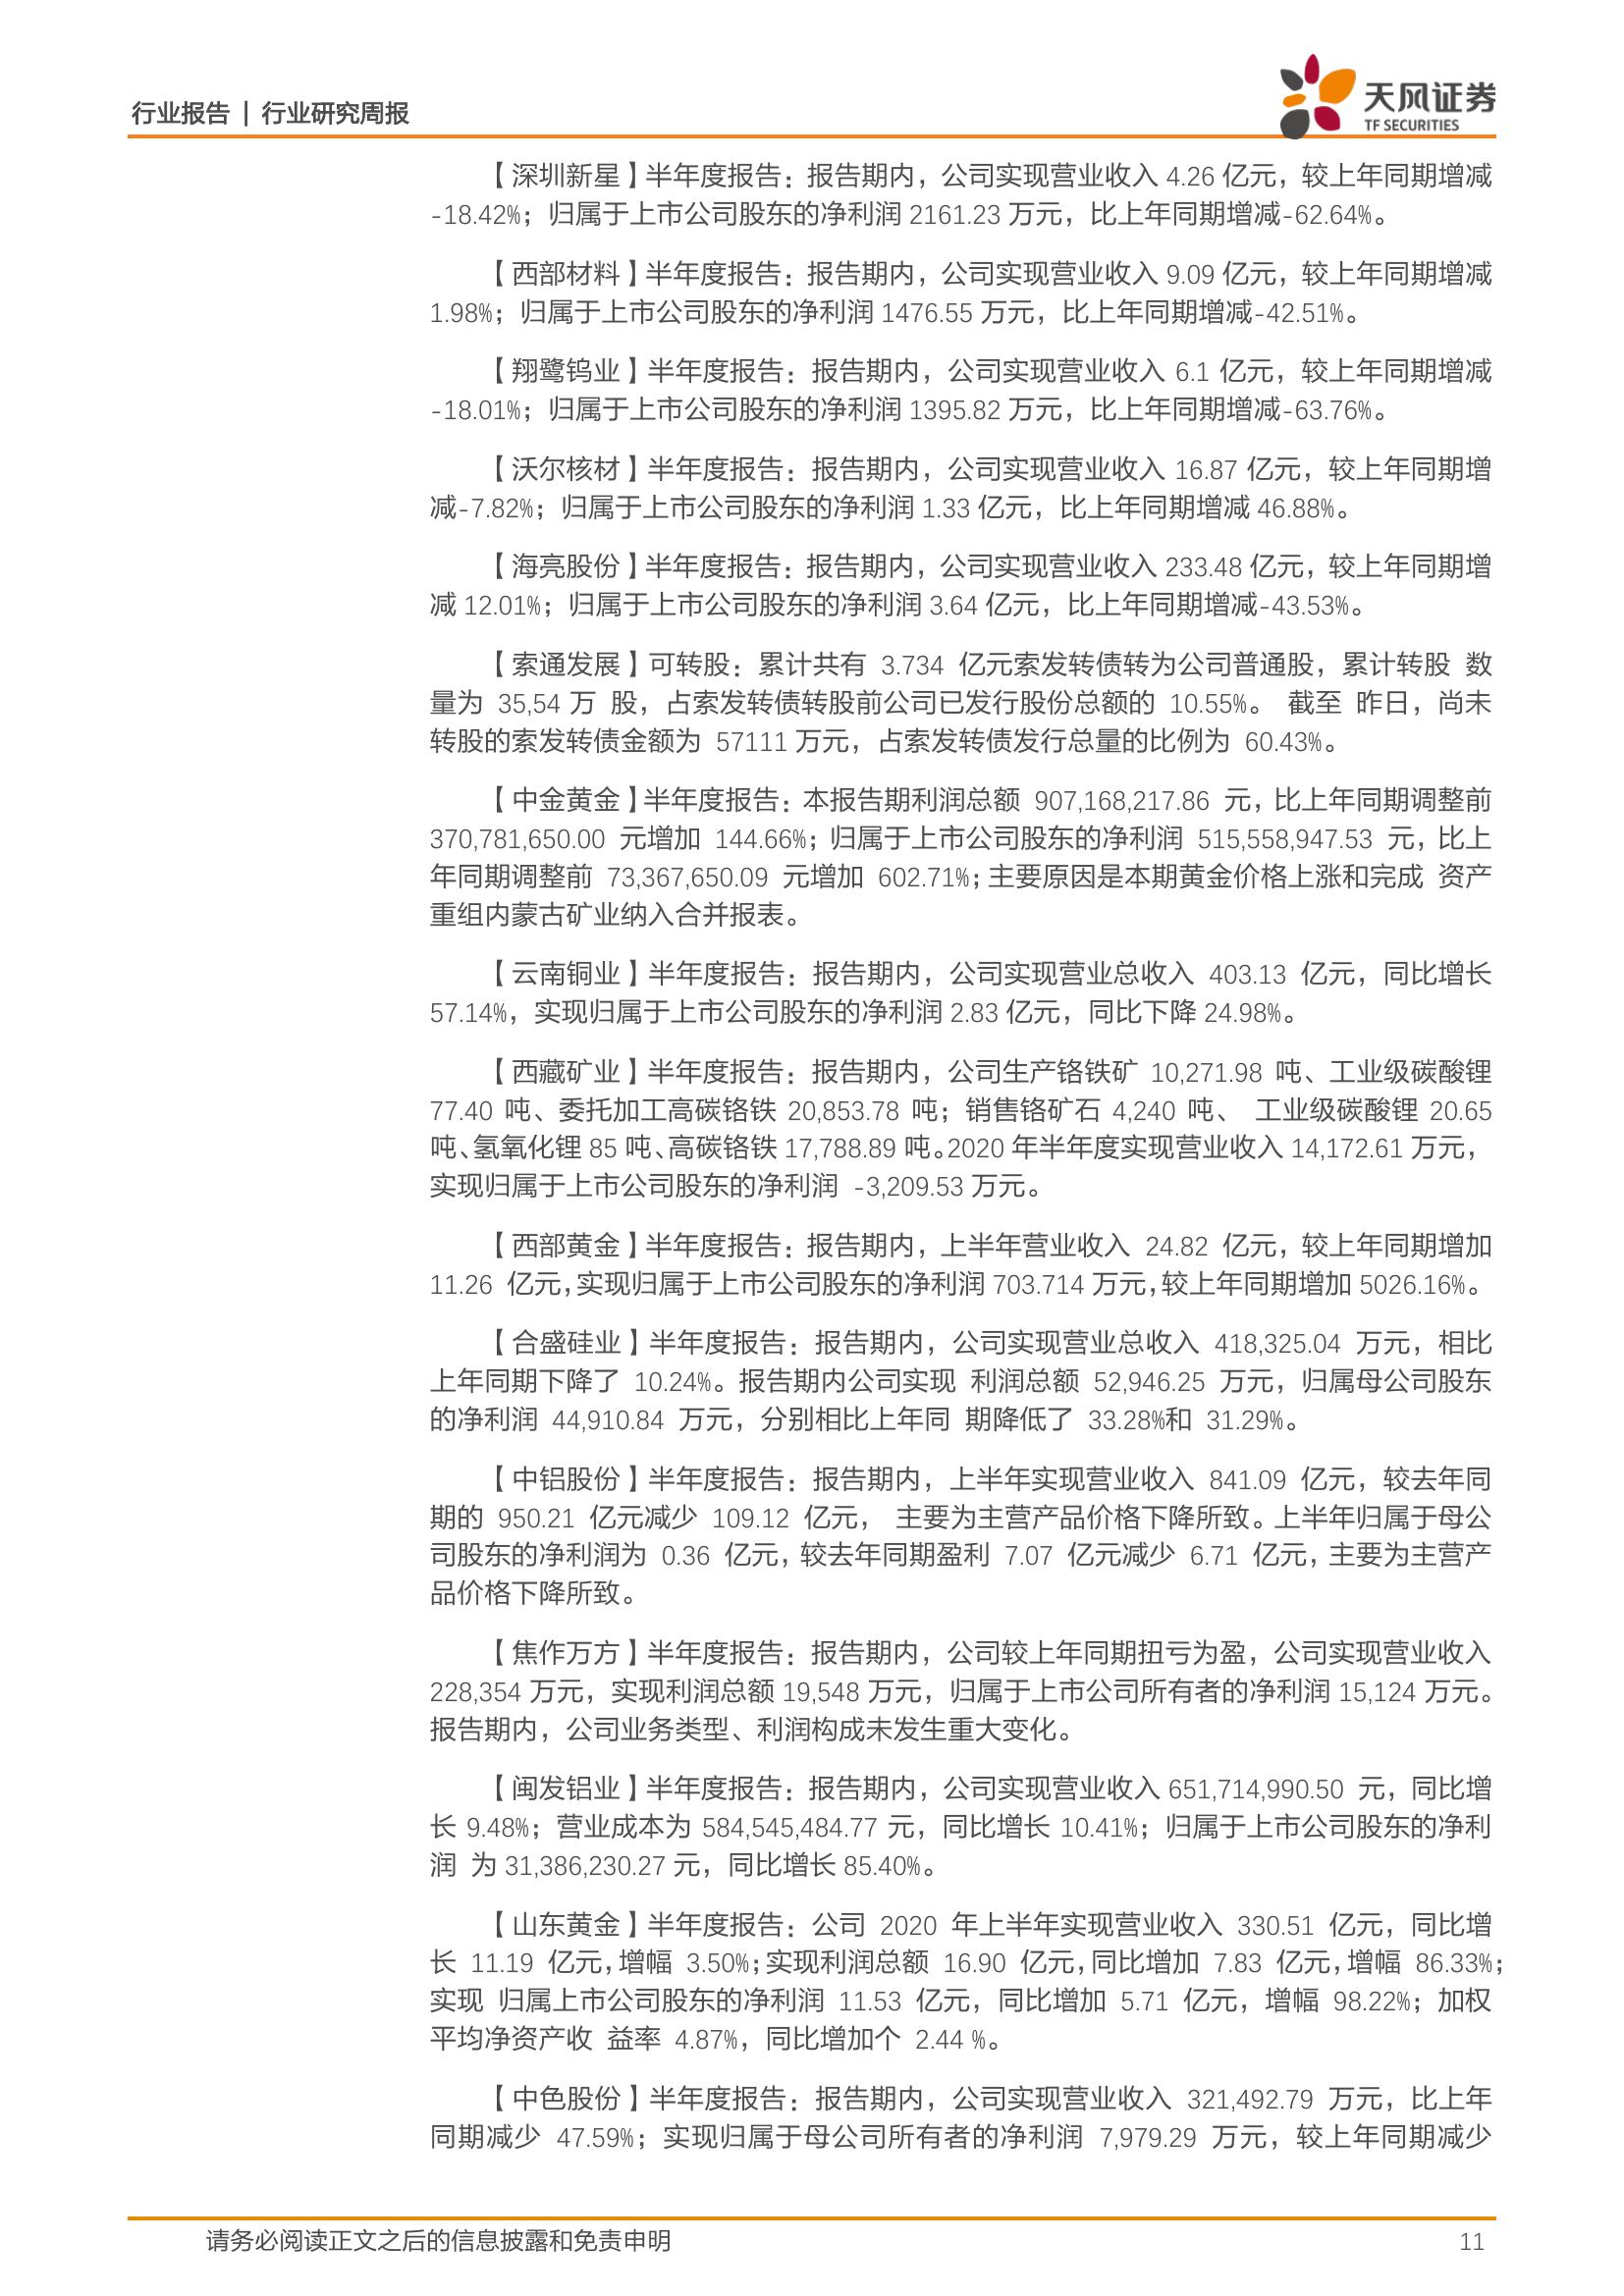 行业报告 | 行业研究周报
天风证券
TF SECURITIES
【深圳新星】半年度报告：报告期内，公司实现营业收入 4.26 亿元，较上年同期增减
-18.42%；归属于上市公司股东的净利润 2161.23 万元，比上年同期增减-62.64%。
【西部材料】半年度报告：报告期内，公司实现营业收入 9.09 亿元，较上年同期增减
1.98%；归属于上市公司股东的净利润 1476.55 万元，比上年同期增减-42.51%。
【翔鹭钨业】半年度报告：报告期内，公司实现营业收入 6.1 亿元，较上年同期增减
-18.01%；归属于上市公司股东的净利润 1395.82 万元，比上年同期增减-63.76%。
【沃尔核材】半年度报告：报告期内，公司实现营业收入 16.87 亿元，较上年同期增
减-7.82%；归属于上市公司股东的净利润 1.33 亿元，比上年同期增减 46.88%。
【海亮股份】半年度报告：报告期内，公司实现营业收入 233.48 亿元，较上年同期增
减 12.01%；归属于上市公司股东的净利润 3.64 亿元，比上年同期增减-43.53%。
【索通发展】可转股：累计共有 3.734 亿元索发转债转为公司普通股，累计转股 数
量为 35,54 万 股，占索发转债转股前公司已发行股份总额的 10.55%。 截至 昨日，尚未
转股的索发转债金额为 57111 万元，占索发转债发行总量的比例为 60.43%。
【中金黄金】半年度报告：本报告期利润总额 907,168,217.86 元，比上年同期调整前
370,781,650.00 元增加 144.66%；归属于上市公司股东的净利润 515,558,947.53 元，比上
年同期调整前 73,367,650.09 元增加 602.71%；主要原因是本期黄金价格上涨和完成 资产
重组内蒙古矿业纳入合并报表。
【云南铜业】半年度报告：报告期内，公司实现营业总收入 403.13 亿元，同比增长
57.14%，实现归属于上市公司股东的净利润 2.83 亿元，同比下降 24.98%。
【西藏矿业】半年度报告：报告期内，公司生产铬铁矿 10,271.98 吨、工业级碳酸锂
77.40 吨、委托加工高碳铬铁 20,853.78 吨；销售铬矿石 4,240 吨、 工业级碳酸锂 20.65
吨、氢氧化锂 85 吨、高碳铬铁 17,788.89 吨。2020 年半年度实现营业收入 14,172.61 万元，
实现归属于上市公司股东的净利润 -3,209.53 万元。
【西部黄金】半年度报告：报告期内，上半年营业收入 24.82 亿元，较上年同期增加
11.26 亿元，实现归属于上市公司股东的净利润 703.714 万元，较上年同期增加 5026.16%。
【合盛硅业】半年度报告：报告期内，公司实现营业总收入 418,325.04 万元，相比
上年同期下降了 10.24%。报告期内公司实现 利润总额 52,946.25 万元，归属母公司股东
的净利润 44,910.84 万元，分别相比上年同 期降低了 33.28%和 31.29%。
【中铝股份】半年度报告：报告期内，上半年实现营业收入 841.09 亿元，较去年同
期的 950.21 亿元减少 109.12 亿元， 主要为主营产品价格下降所致。上半年归属于母公
司股东的净利润为 0.36 亿元，较去年同期盈利 7.07 亿元减少 6.71 亿元，主要为主营产
品价格下降所致。
【焦作万方】半年度报告：报告期内，公司较上年同期扭亏为盈，公司实现营业收入
228,354 万元，实现利润总额 19,548 万元，归属于上市公司所有者的净利润 15,124 万元。
报告期内，公司业务类型、利润构成未发生重大变化。
【闽发铝业】半年度报告：报告期内，公司实现营业收入 651,714,990.50 元，同比增
长 9.48%；营业成本为 584,545,484.77 元，同比增长 10.41%；归属于上市公司股东的净利
润 为 31,386,230.27 元，同比增长 85.40%。
【山东黄金】半年度报告：公司 2020 年上半年实现营业收入 330.51 亿元，同比增
长 11.19 亿元，增幅 3.50%；实现利润总额 16.90 亿元，同比增加 7.83 亿元，增幅 86.33%；
实现 归属上市公司股东的净利润 11.53 亿元，同比增加 5.71 亿元，增幅 98.22%；加权
平均净资产收 益率 4.87%，同比增加个 2.44 %。
【中色股份】半年度报告：报告期内，公司实现营业收入 321,492.79 万元，比上年
同期减少 47.59%；实现归属于母公司所有者的净利润 7,979.29 万元，较上年同期减少
请务必阅读正文之后的信息披露和免责申明
11